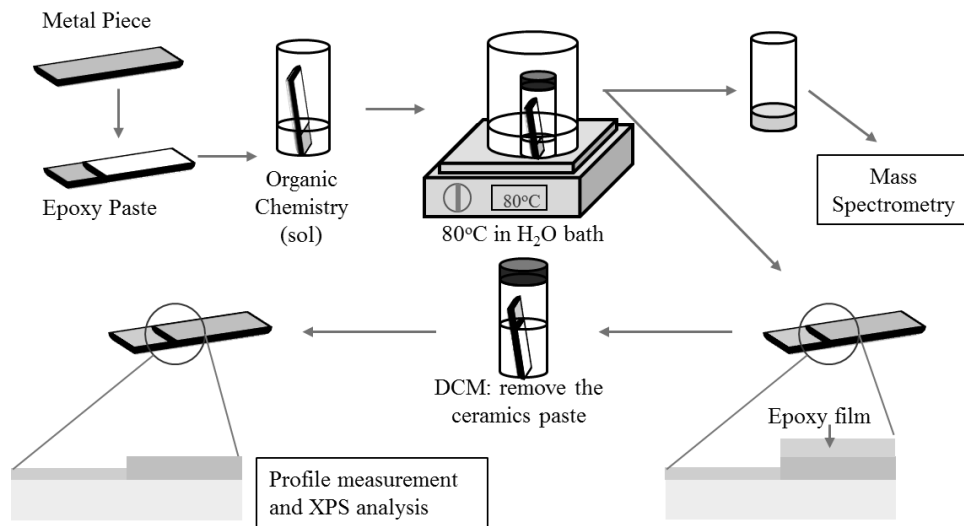 Metal Piece
Epoxy Paste
Organic
Chemistry
(sol)
80°C
80°C in H₂O bath
Mass
Spectrometry
DCM: remove the
ceramics paste
Epoxy film
Profile measurement
and XPS analysis